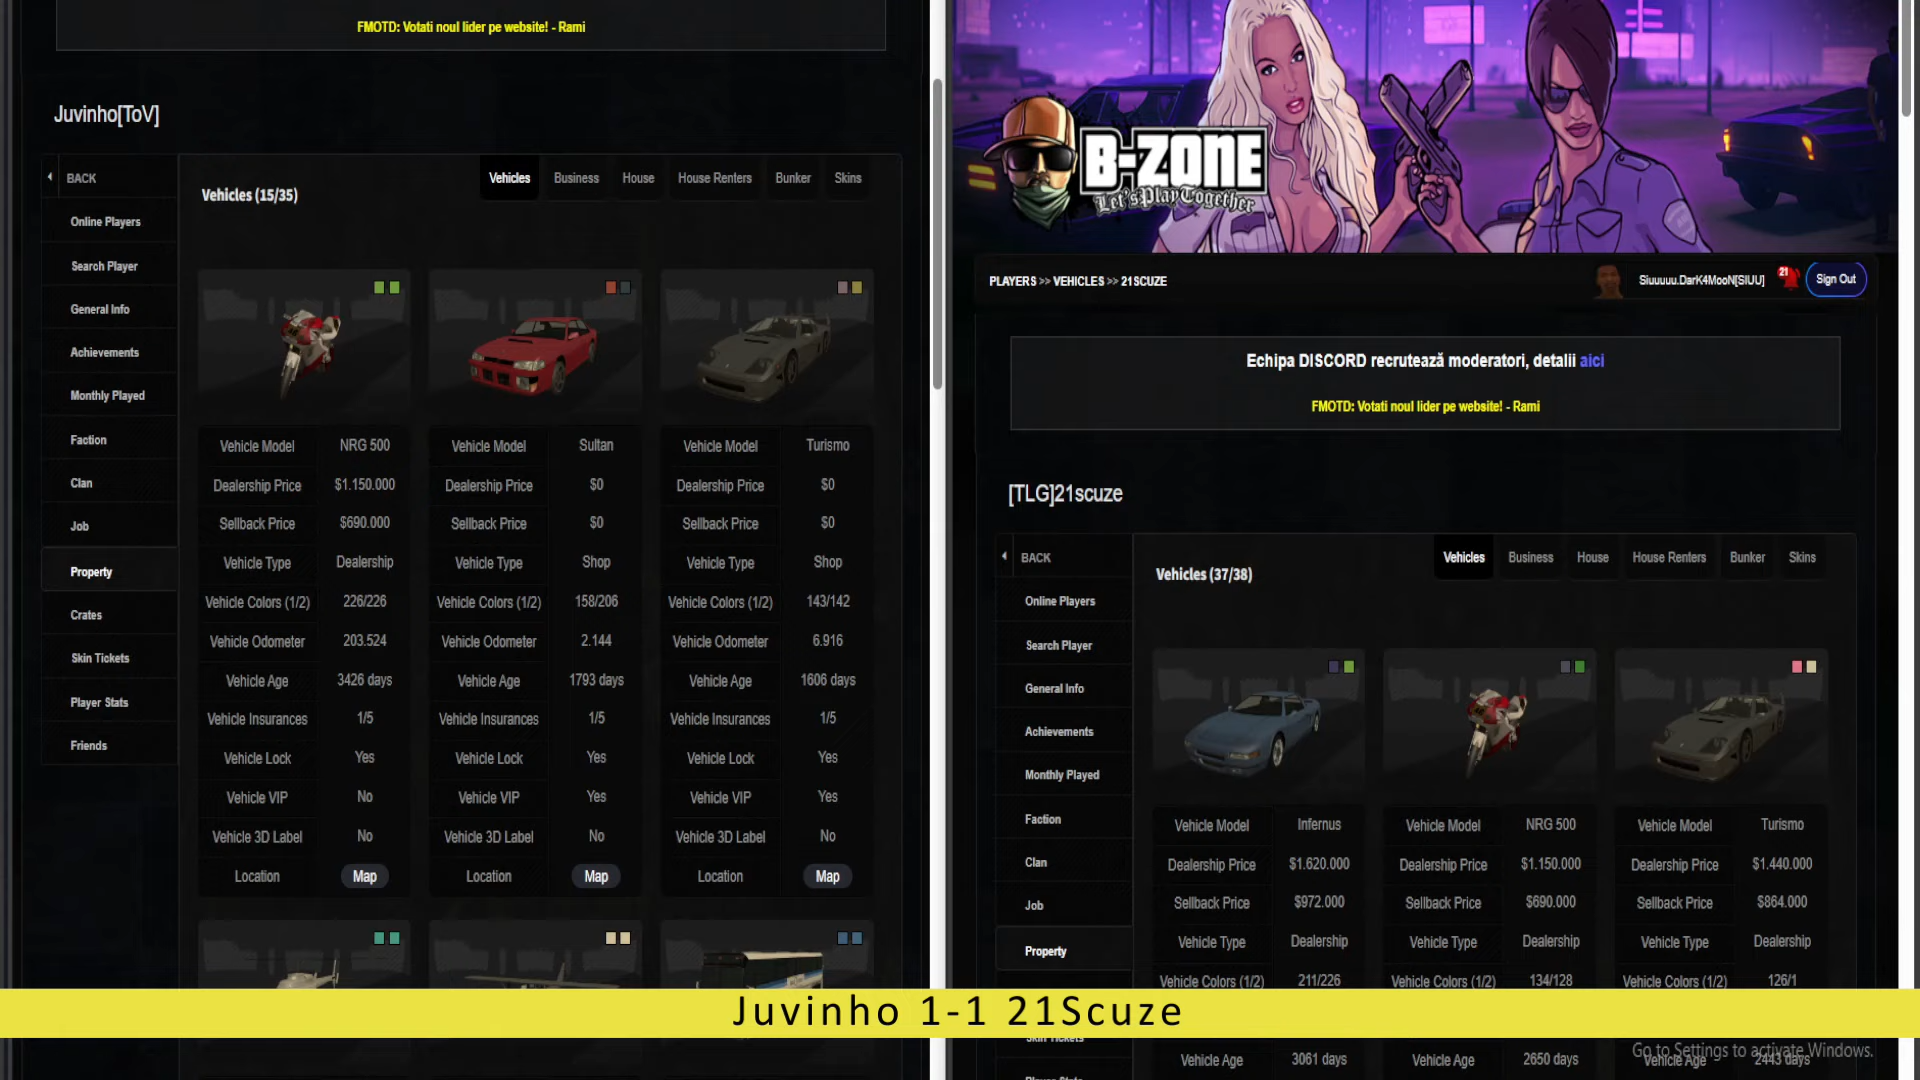 FMOTD: Votati noul lider pe website! - Rami
Juvinho[ToV]
BACK
Online Players
Search Player
General Info
Achievements
Monthly Played
Faction
Clan
Job
Property
Crates
Skin Tickets
Player Stats
Friends
Vehicles (15/35)
Vehicles Business House House Renters Bunker Skins
Vehicle Model NRG 500
Dealership Price $1.150.000
Sellback Price $690.000
Vehicle Type Dealership
Vehicle Colors (1/2) 226/226
Vehicle Odometer 203.524
Vehicle Age 3426 days
Vehicle Insurances 1/5
Vehicle Lock Yes
Vehicle VIP No
Vehicle 3D Label No
Location Map
Vehicle Model Sultan
Dealership Price $0
Sellback Price $0
Vehicle Type Shop
Vehicle Colors (1/2) 158/206
Vehicle Odometer 2.144
Vehicle Age 1793 days
Vehicle Insurances 1/5
Vehicle Lock Yes
Vehicle VIP Yes
Vehicle 3D Label No
Location Map
Vehicle Model Turismo
Dealership Price $0
Sellback Price $0
Vehicle Type Shop
Vehicle Colors (1/2) 143/142
Vehicle Odometer 6.916
Vehicle Age 1606 days
Vehicle Insurances 1/5
Vehicle Lock Yes
Vehicle VIP Yes
Vehicle 3D Label No
Location Map
B-ZONE
Let'sPlayTogether
PLAYERS >> VEHICLES >> 21SCUZE
Siuuuuu.DarK4MooN[SIUU] 21 Sign Out
Echipa DISCORD recrutează moderatori, detalii aici
FMOTD: Votati noul lider pe website! - Rami
[TLG]21scuze
BACK
Online Players
Search Player
General Info
Achievements
Monthly Played
Faction
Clan
Job
Property
Skin Tickets
Player Stats
Vehicles (37/38)
Vehicles Business House House Renters Bunker Skins
Vehicle Model Infernus
Dealership Price $1.620.000
Sellback Price $972.000
Vehicle Type Dealership
Vehicle Colors (1/2) 211/226
Vehicle Age 3061 days
Vehicle Model NRG 500
Dealership Price $1.150.000
Sellback Price $690.000
Vehicle Type Dealership
Vehicle Colors (1/2) 134/128
Vehicle Age 2650 days
Vehicle Model Turismo
Dealership Price $1.440.000
Sellback Price $864.000
Vehicle Type Dealership
Vehicle Colors (1/2) 126/1
Vehicle Age 2443 days
Juvinho 1-1 21Scuze
Go to Settings to activate Windows.